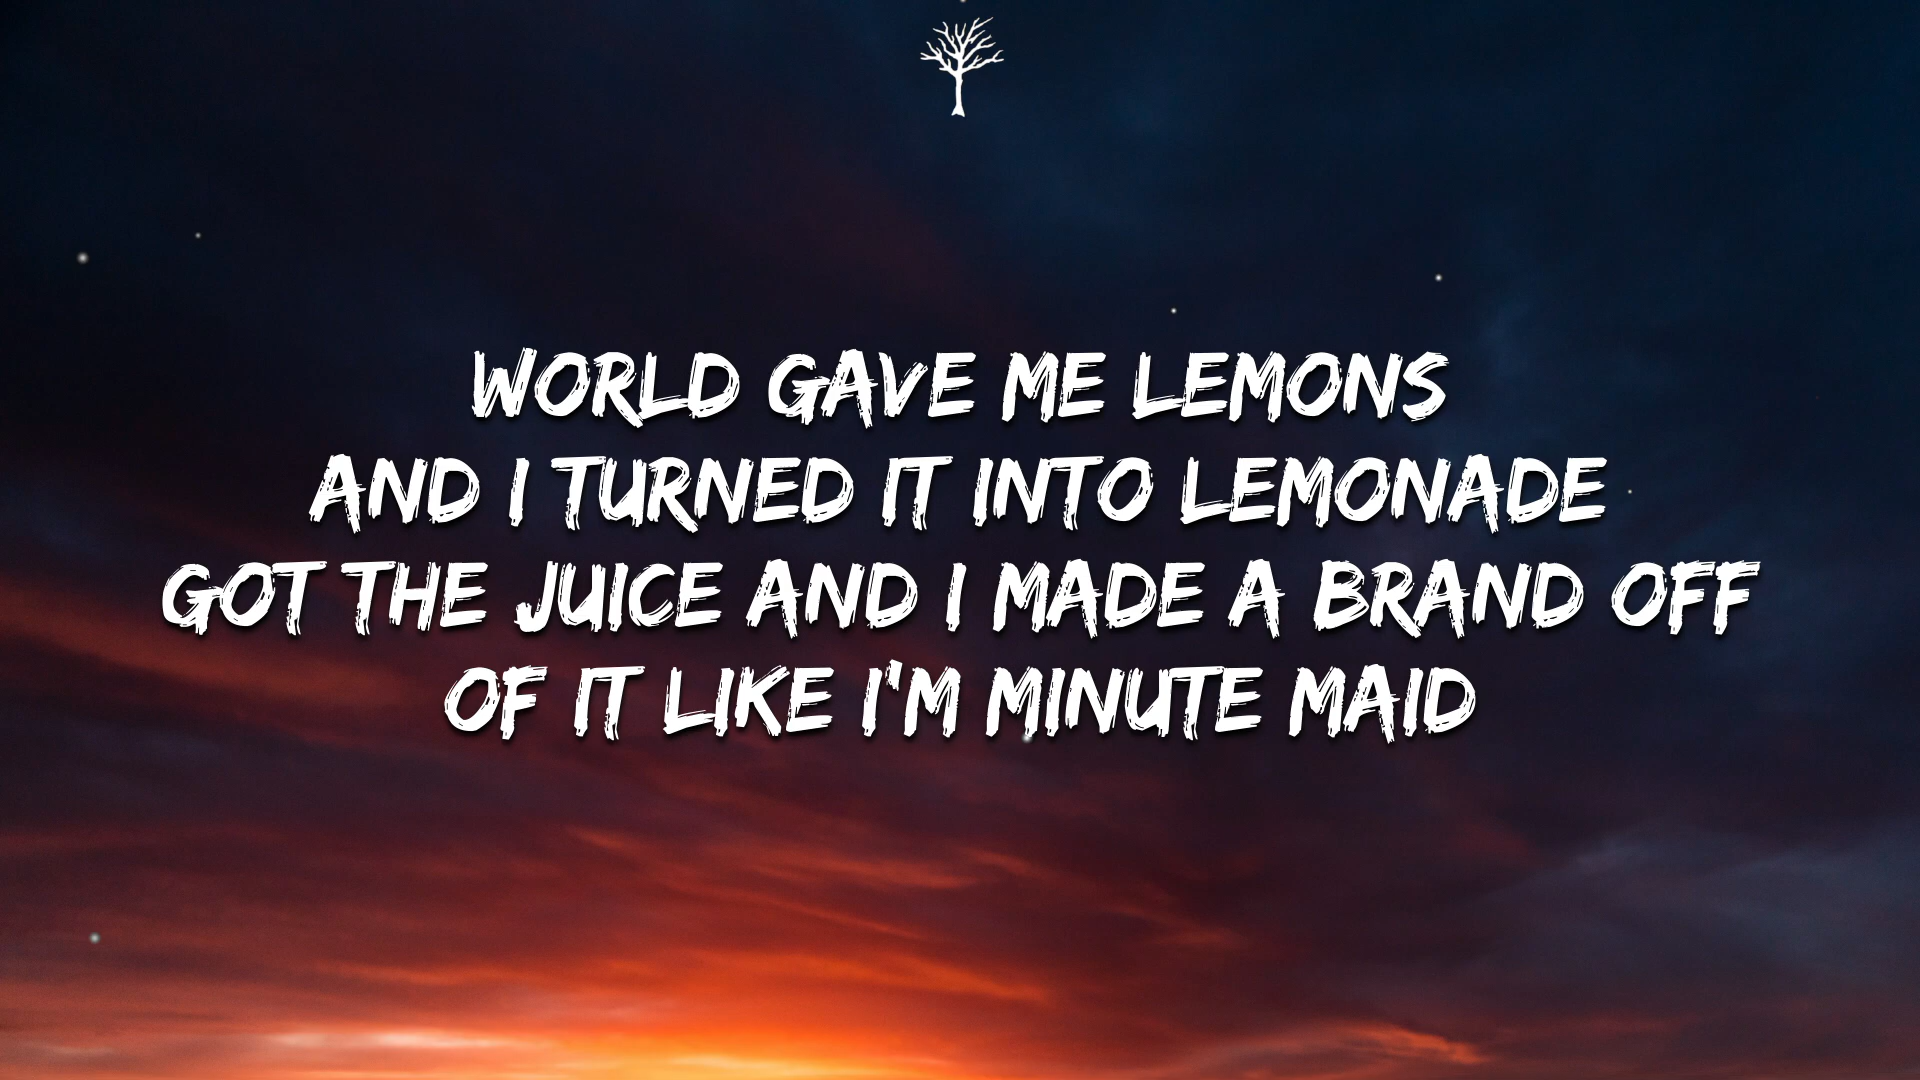 WORLD GAVE ME LEMONS
AND I TURNED IT INTO LEMONADE
GOT THE JUICE AND I MADE A BRAND OFF
OF IT LIKE I'M MINUTE MAID